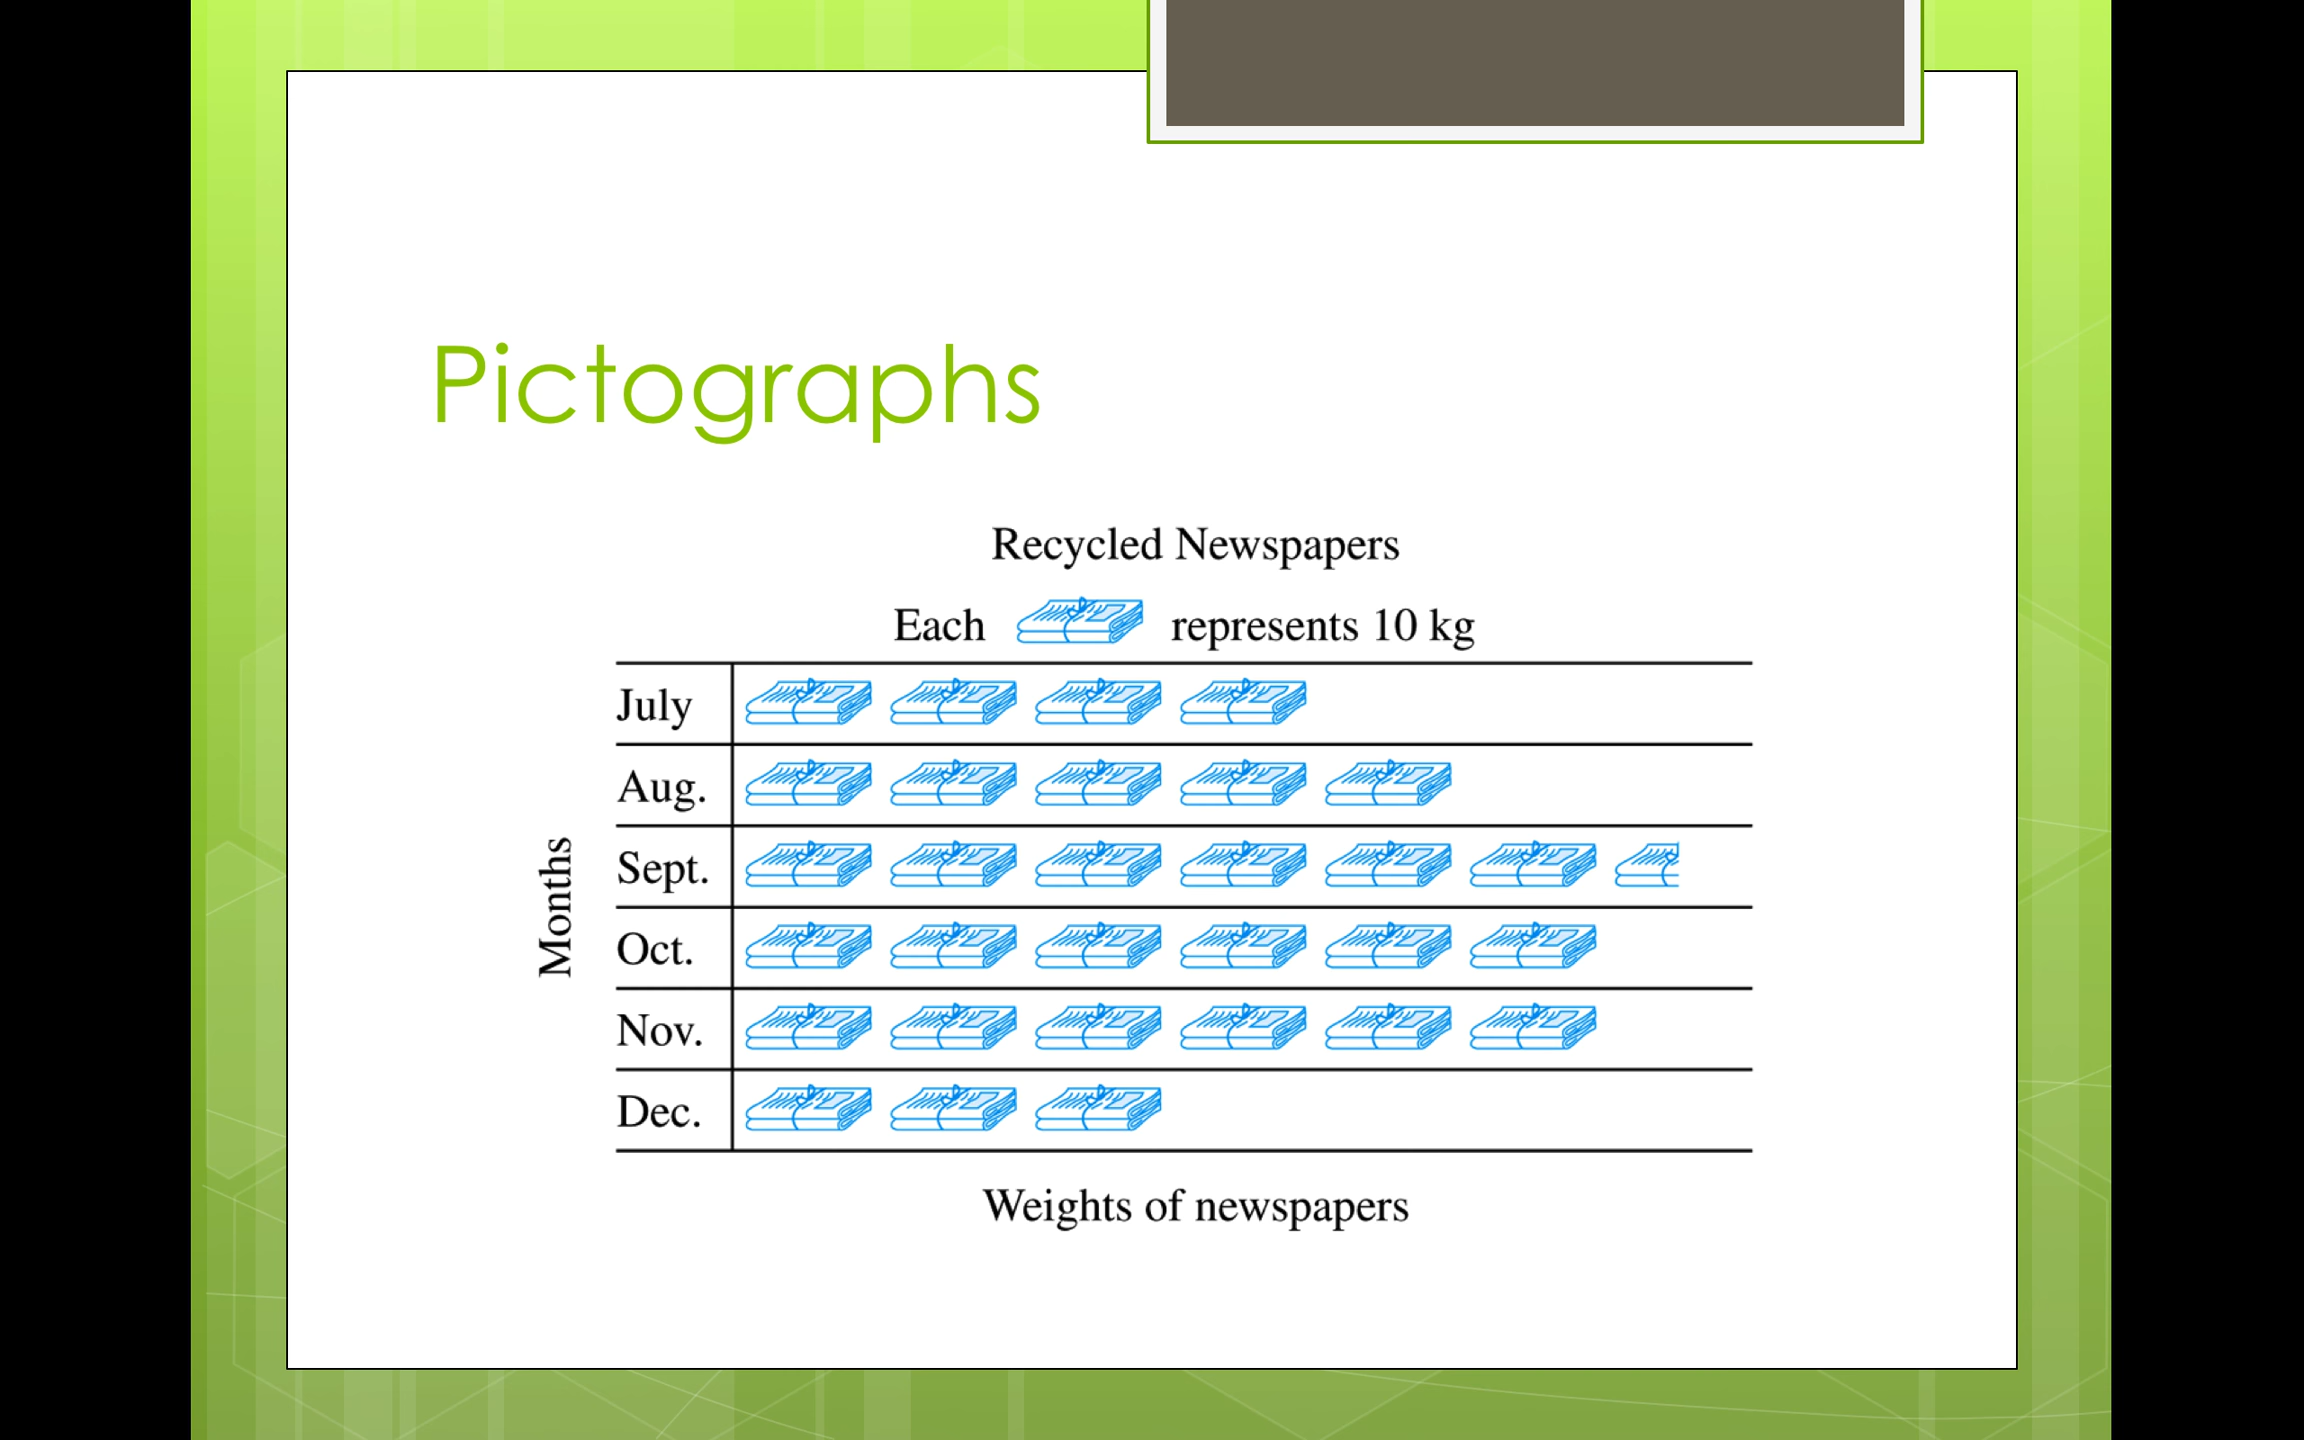 Pictographs
Recycled Newspapers
Each represents 10 kg
Months
July
Aug.
Sept.
Oct.
Nov.
Dec.
Weights of newspapers